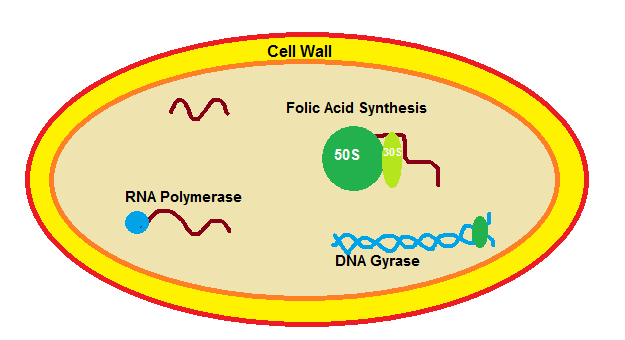 Cell Wall
Folic Acid Synthesis
50S
30S
RNA Polymerase
DNA Gyrase